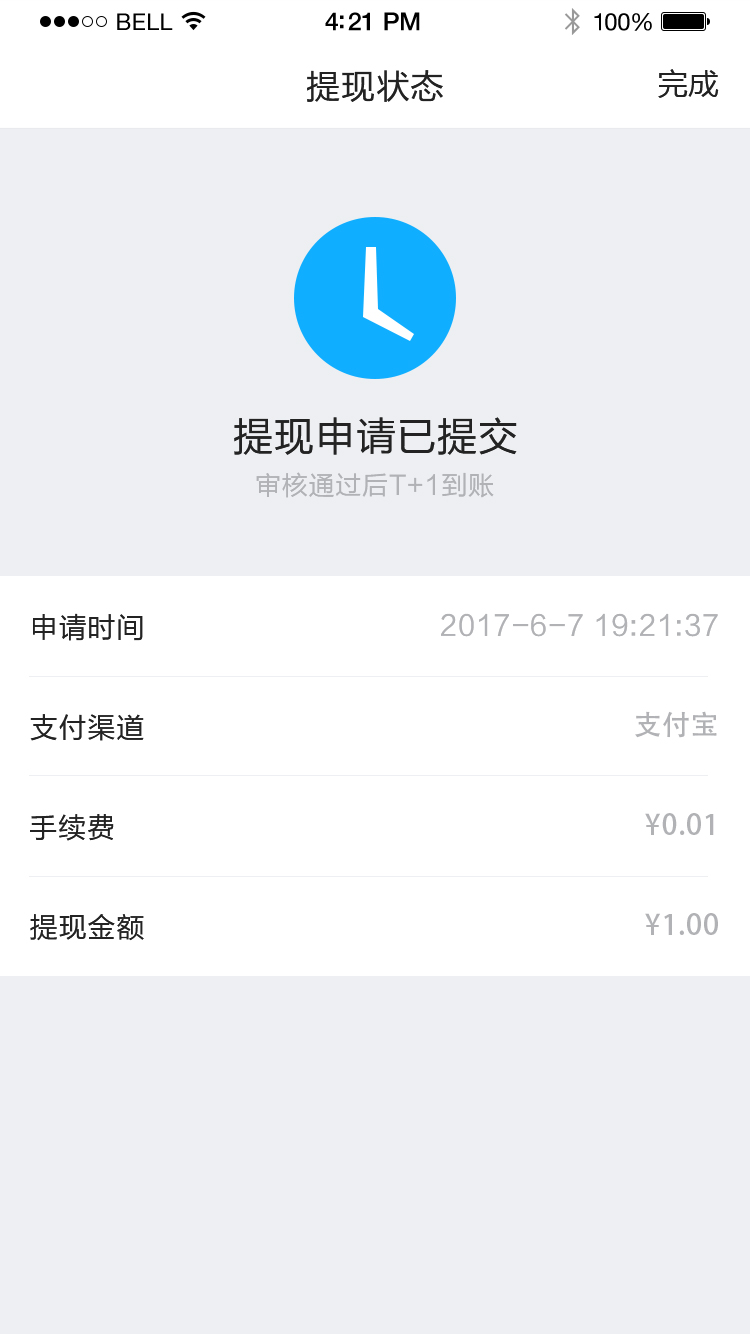 BELL 4:21 PM 100%
提现状态 完成
提现申请已提交
审核通过后T+1到账
申请时间 2017-6-7 19:21:37
支付渠道 支付宝
手续费 ¥0.01
提现金额 ¥1.00